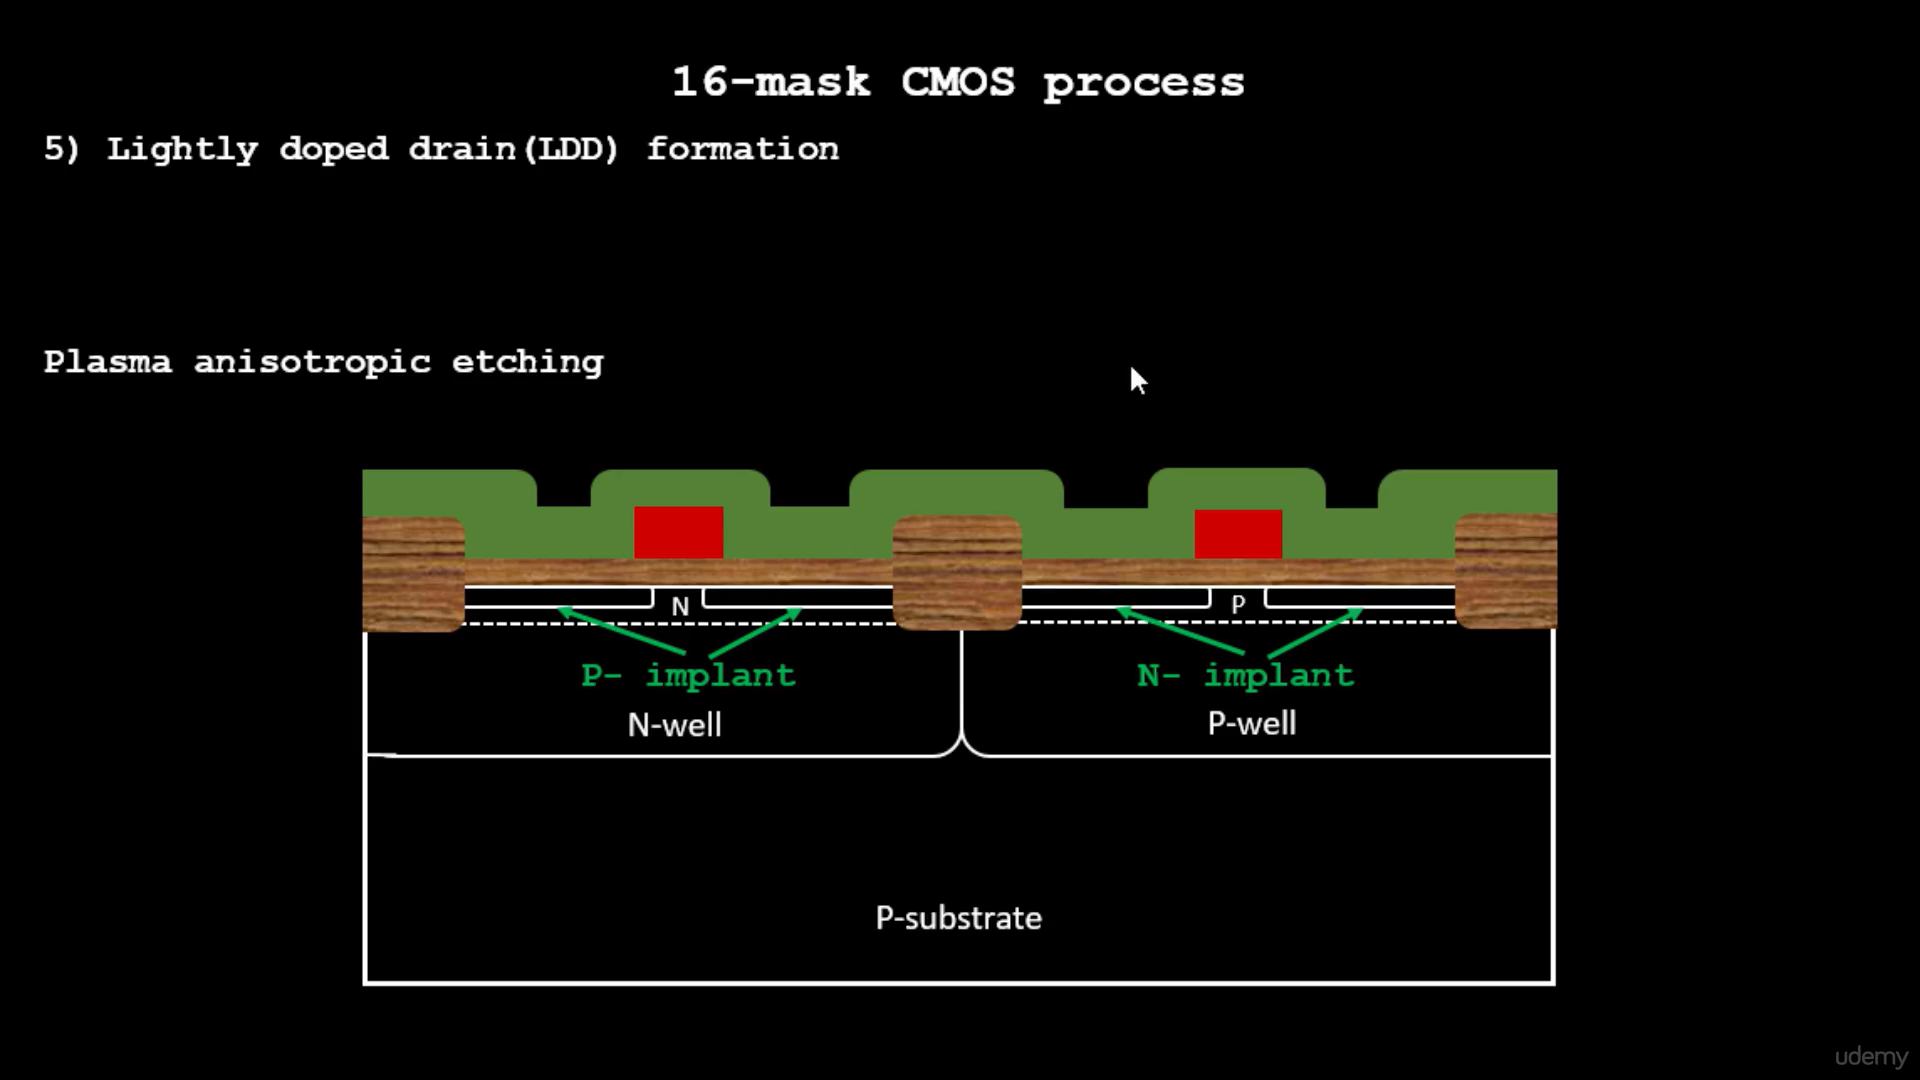 16-mask CMOS process
5) Lightly doped drain(LDD) formation
Plasma anisotropic etching
N
P
P- implant
N- implant
N-well
P-well
P-substrate
udemy